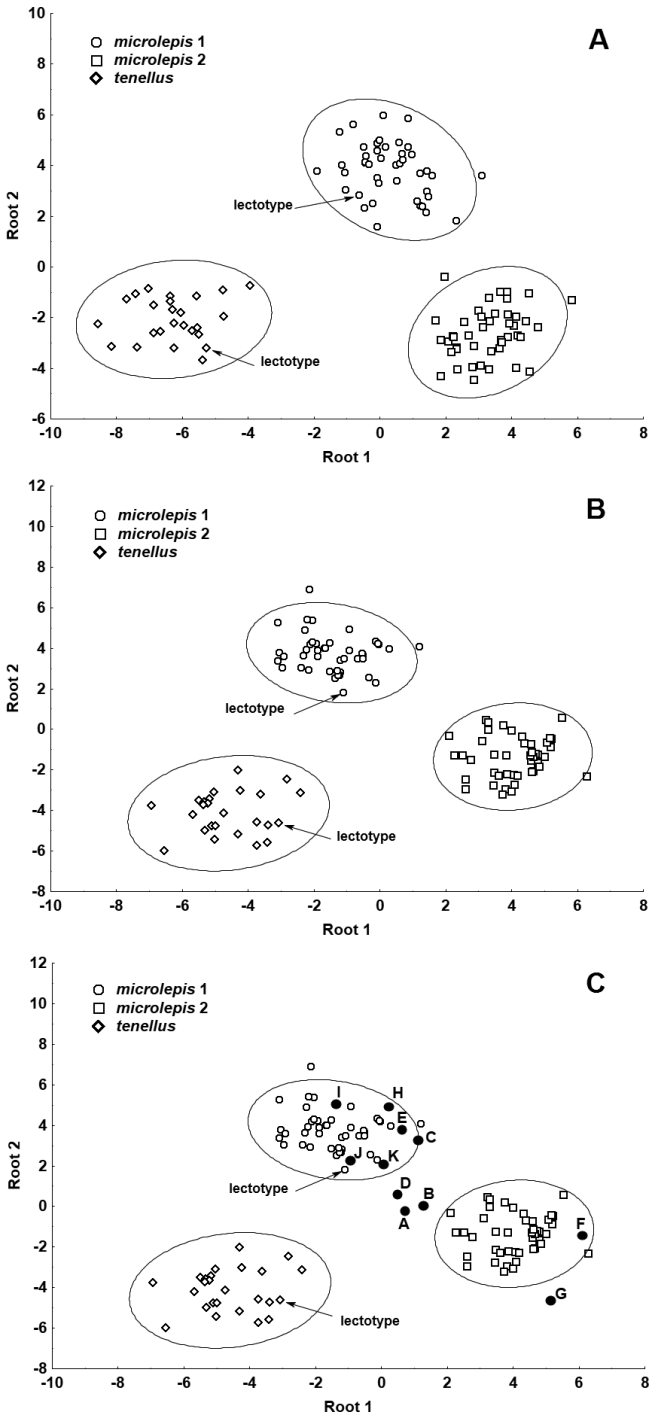 A
microlepis 1
microlepis 2
tenellus
10
8
6
4
2
0
-2
-4
-6
Root 2
lectotype
lectotype
-10 -8 -6 -4 -2 0 2 4 6 8
Root 1
B
microlepis 1
microlepis 2
tenellus
12
10
8
6
4
2
0
-2
-4
-6
-8
Root 2
lectotype
lectotype
-10 -8 -6 -4 -2 0 2 4 6 8
Root 1
C
microlepis 1
microlepis 2
tenellus
12
10
8
6
4
2
0
-2
-4
-6
-8
Root 2
I
H
E
C
J
K
lectotype
D
B
A
F
G
lectotype
-10 -8 -6 -4 -2 0 2 4 6 8
Root 1